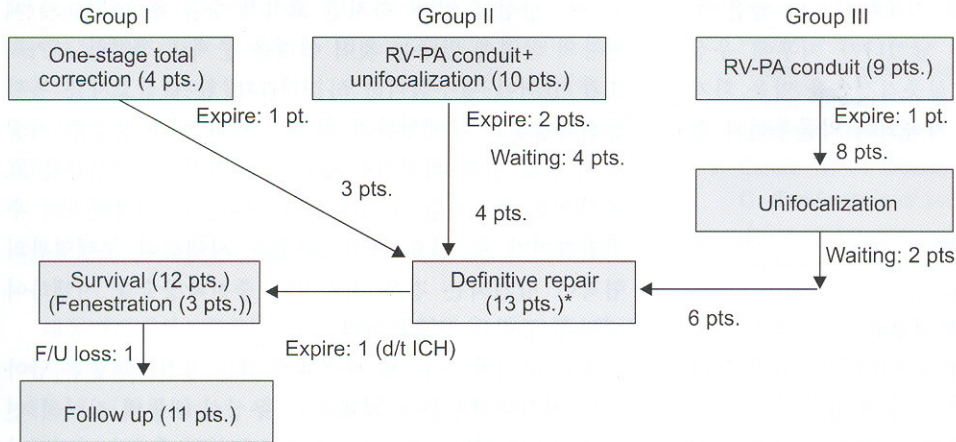 Group I
Group II
Group III
One-stage total
correction (4 pts.)
RV-PA conduit+
unifocalization (10 pts.)
RV-PA conduit (9 pts.)
Expire: 1 pt.
Expire: 2 pts.
Waiting: 4 pts.
Expire: 1 pt.
8 pts.
3 pts.
4 pts.
Unifocalization
Waiting: 2 pts
Survival (12 pts.)
(Fenestration (3 pts.))
Definitive repair
(13 pts.)*
6 pts.
F/U loss: 1
Expire: 1 (d/t ICH)
Follow up (11 pts.)